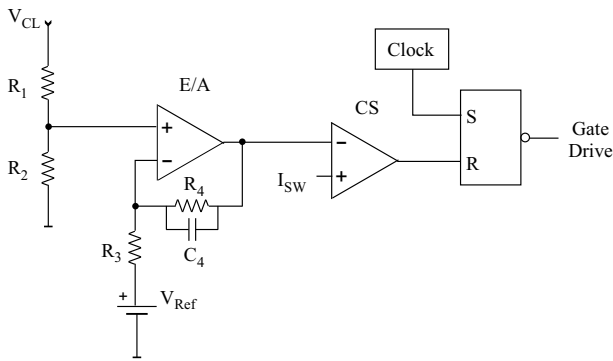 V_CL
Clock
R_1
E/A
CS
+
-
S
Gate
Drive
R_2
-
+
I_SW
R
R_4
C_4
R_3
+
V_Ref